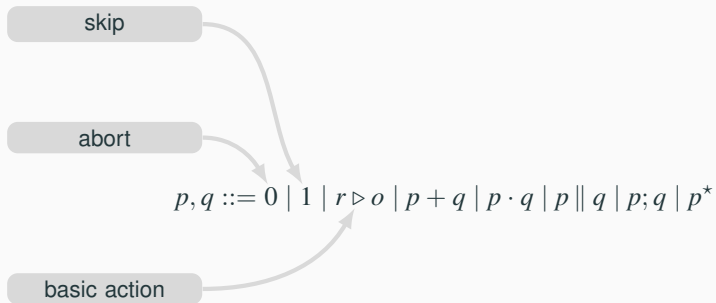 skip
abort
p, q ::= 0 | 1 | r ▹ o | p + q | p · q | p ∥ q | p; q | p⋆
basic action